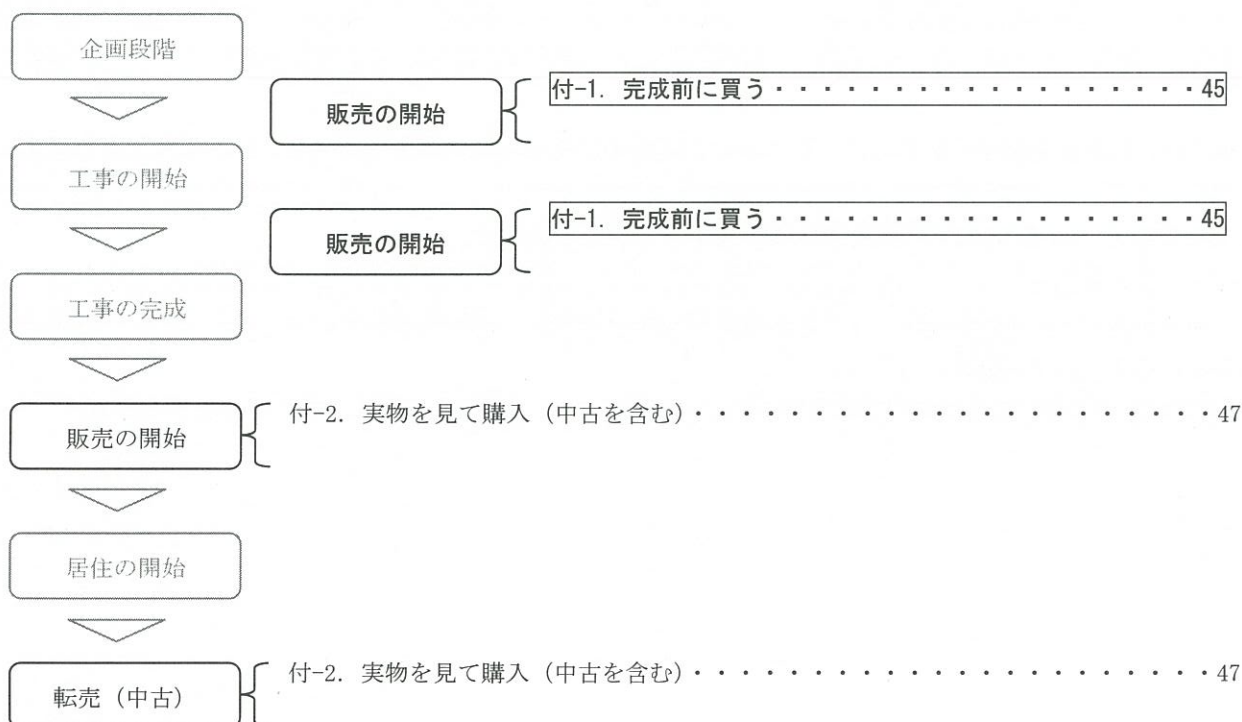 企画段階
販売の開始
付-1. 完成前に買う・・・・・・・・・・・・・・・・・・45
工事の開始
販売の開始
付-1. 完成前に買う・・・・・・・・・・・・・・・・・・45
工事の完成
販売の開始
付-2. 実物を見て購入（中古を含む）・・・・・・・・・・・・・・・・・・・・・・47
居住の開始
転売（中古）
付-2. 実物を見て購入（中古を含む）・・・・・・・・・・・・・・・・・・・・・・47